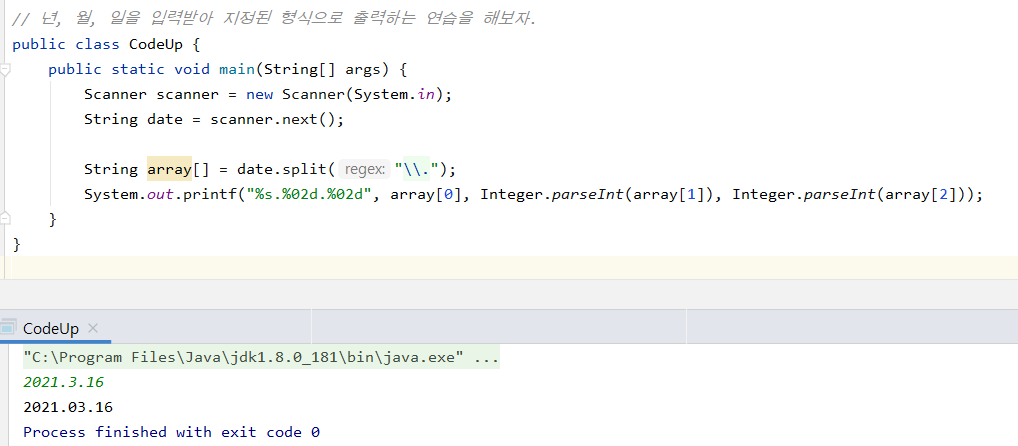 // 년, 월, 일을 입력받아 지정된 형식으로 출력하는 연습을 해보자.
public class CodeUp {
public static void main(String[] args) {
Scanner scanner = new Scanner(System.in);
String date = scanner.next();
String array[] = date.split( regex: "\\.");
System.out.printf("%s.%02d.%02d", array[0], Integer.parseInt(array[1]), Integer.parseInt(array[2]));
}
}
CodeUp ×
"C:\Program Files\Java\jdk1.8.0_181\bin\java.exe" ...
2021.3.16
2021.03.16
Process finished with exit code 0